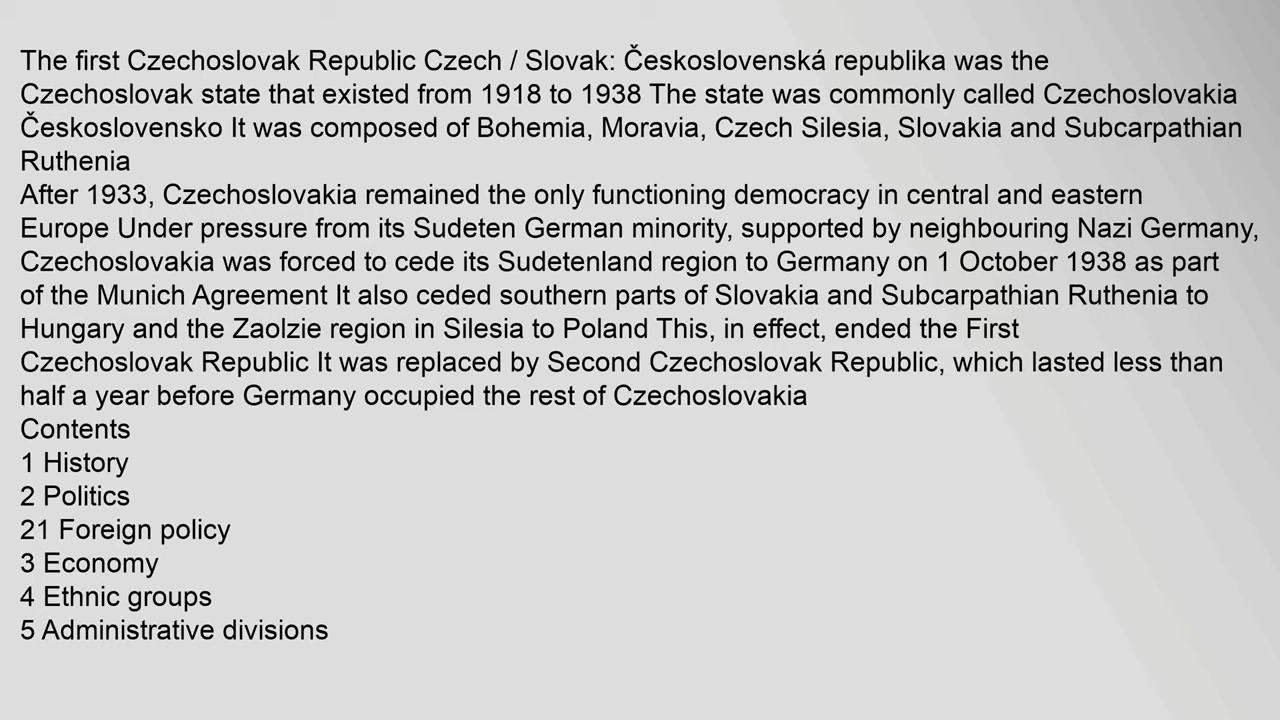 The first Czechoslovak Republic Czech / Slovak: Československá republika was the
Czechoslovak state that existed from 1918 to 1938 The state was commonly called Czechoslovakia
Československo It was composed of Bohemia, Moravia, Czech Silesia, Slovakia and Subcarpathian
Ruthenia
After 1933, Czechoslovakia remained the only functioning democracy in central and eastern
Europe Under pressure from its Sudeten German minority, supported by neighbouring Nazi Germany,
Czechoslovakia was forced to cede its Sudetenland region to Germany on 1 October 1938 as part
of the Munich Agreement It also ceded southern parts of Slovakia and Subcarpathian Ruthenia to
Hungary and the Zaolzie region in Silesia to Poland This, in effect, ended the First
Czechoslovak Republic It was replaced by Second Czechoslovak Republic, which lasted less than
half a year before Germany occupied the rest of Czechoslovakia
Contents
1 History
2 Politics
21 Foreign policy
3 Economy
4 Ethnic groups
5 Administrative divisions